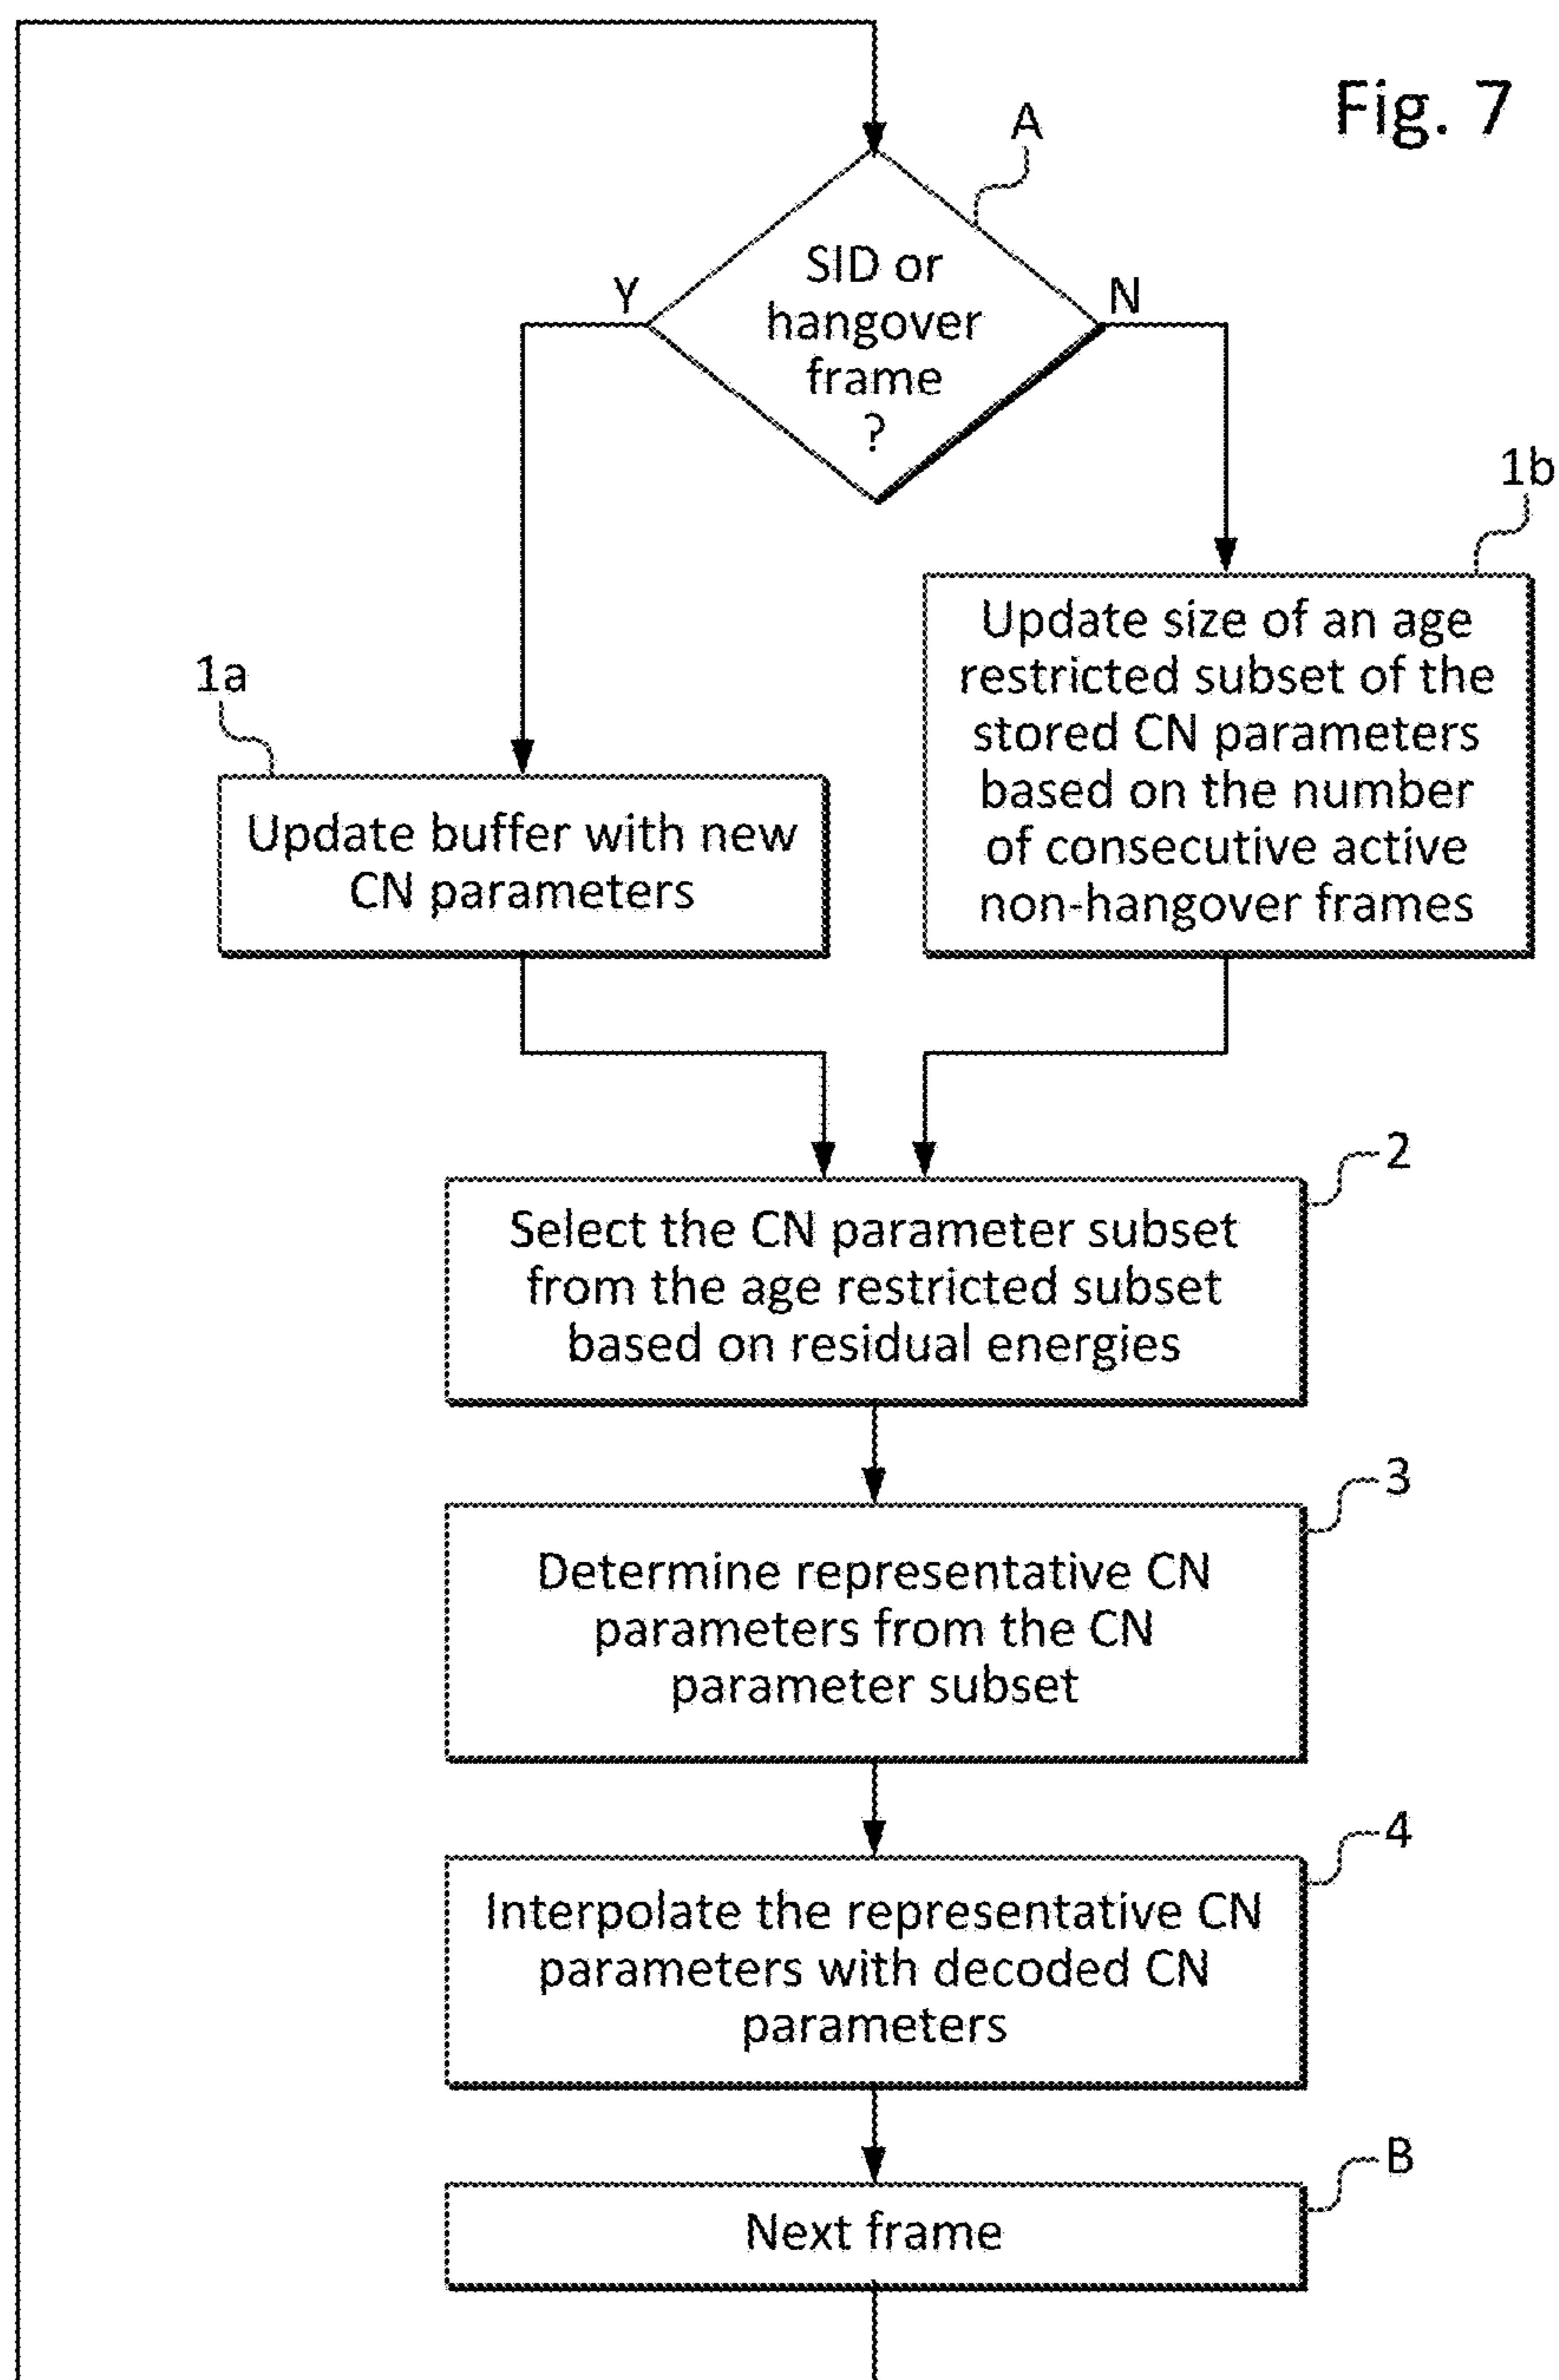 Fig. 7
A
SID or
hangover
frame
?
Y
N
1b
Update size of an age
restricted subset of the
stored CN parameters
based on the number
of consecutive active
non-hangover frames
1a
Update buffer with new
CN parameters
2
Select the CN parameter subset
from the age restricted subset
based on residual energies
3
Determine representative CN
parameters from the CN
parameter subset
4
Interpolate the representative CN
parameters with decoded CN
parameters
B
Next frame